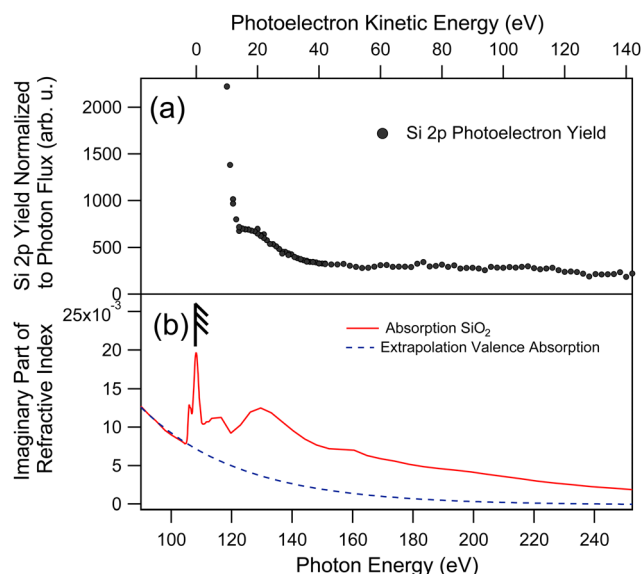 Photoelectron Kinetic Energy (eV)
0 20 40 60 80 100 120 140
Si 2p Yield Normalized
to Photon Flux (arb. u.)
2000
1500
1000
500
0
(a)
Si 2p Photoelectron Yield
Imaginary Part of
Refractive Index
25x10⁻³
20
15
10
5
0
(b)
Absorption SiO₂
Extrapolation Valence Absorption
100 120 140 160 180 200 220 240
Photon Energy (eV)